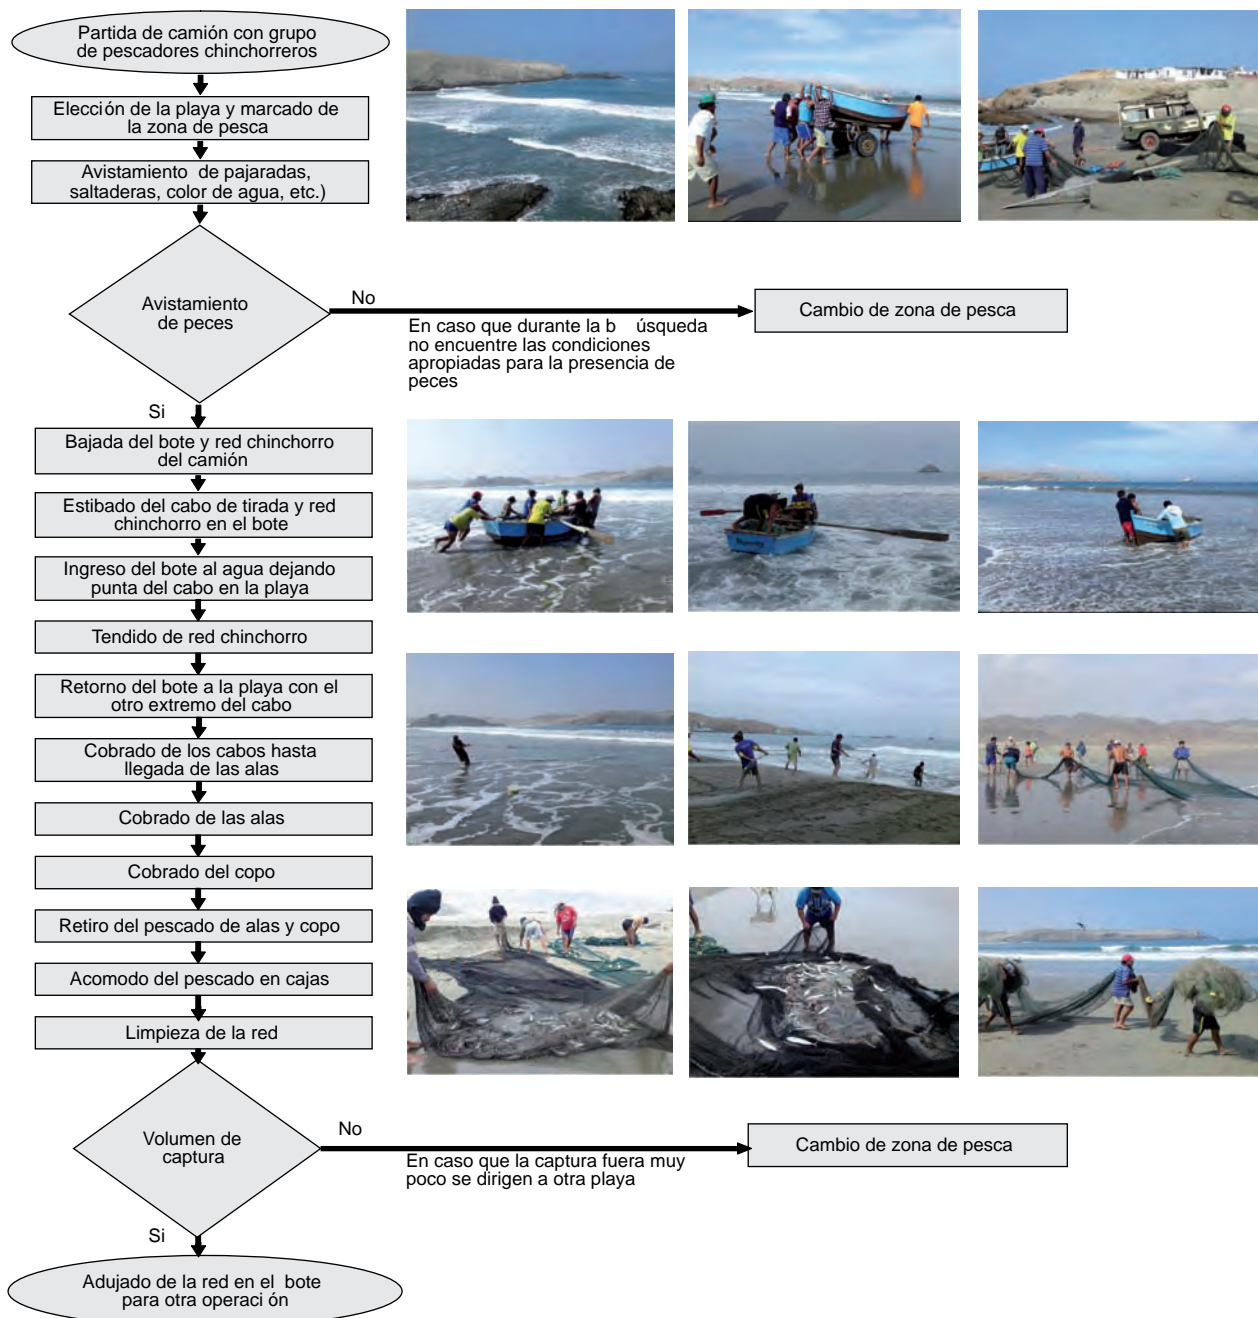 Partida de camión con grupo
de pescadores chinchorreros
Elección de la playa y marcado de
la zona de pesca
Avistamiento de pajaradas,
saltaderas, color de agua, etc.)
Avistamiento
de peces
No
En caso que durante la b úsqueda
no encuentre las condiciones
apropiadas para la presencia de
peces
Cambio de zona de pesca
Si
Bajada del bote y red chinchorro
del camión
Estibado del cabo de tirada y red
chinchorro en el bote
Ingreso del bote al agua dejando
punta del cabo en la playa
Tendido de red chinchorro
Retorno del bote a la playa con el
otro extremo del cabo
Cobrado de los cabos hasta
llegada de las alas
Cobrado de las alas
Cobrado del copo
Retiro del pescado de alas y copo
Acomodo del pescado en cajas
Limpieza de la red
Volumen de
captura
No
En caso que la captura fuera muy
poco se dirigen a otra playa
Cambio de zona de pesca
Si
Adujado de la red en el bote
para otra operaci ón